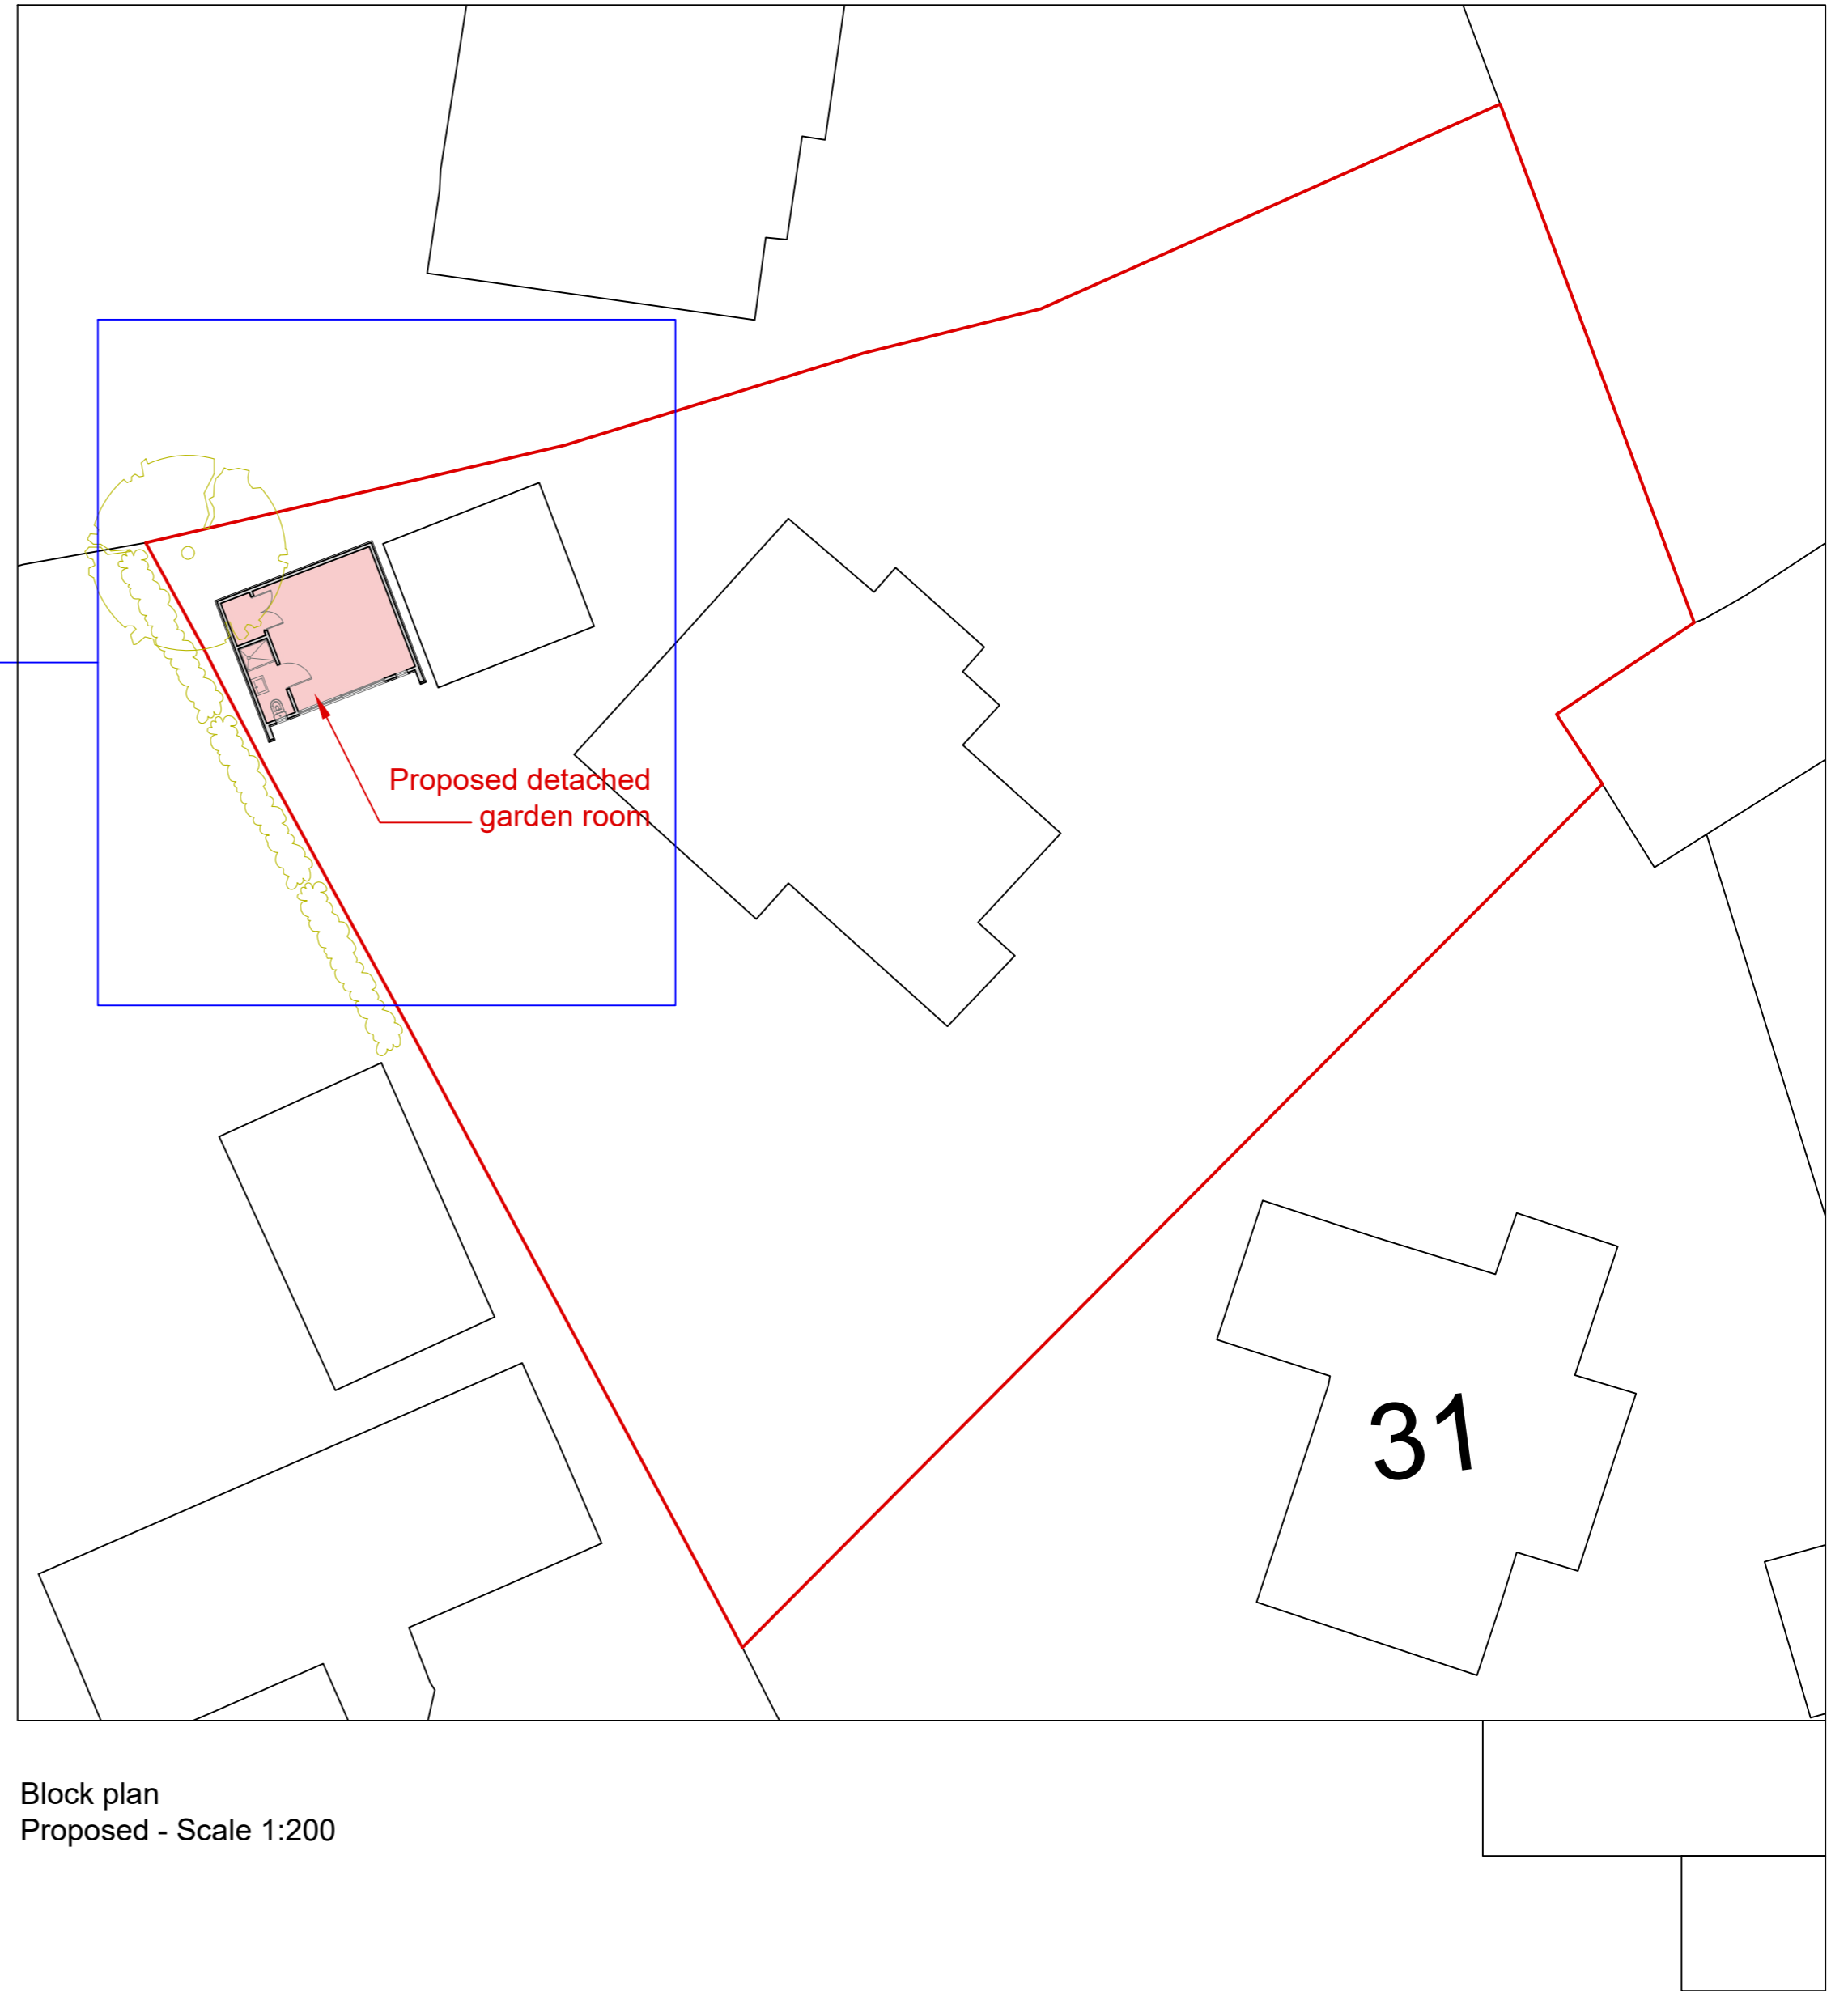 Proposed detached
garden room
31
Block plan
Proposed - Scale 1:200